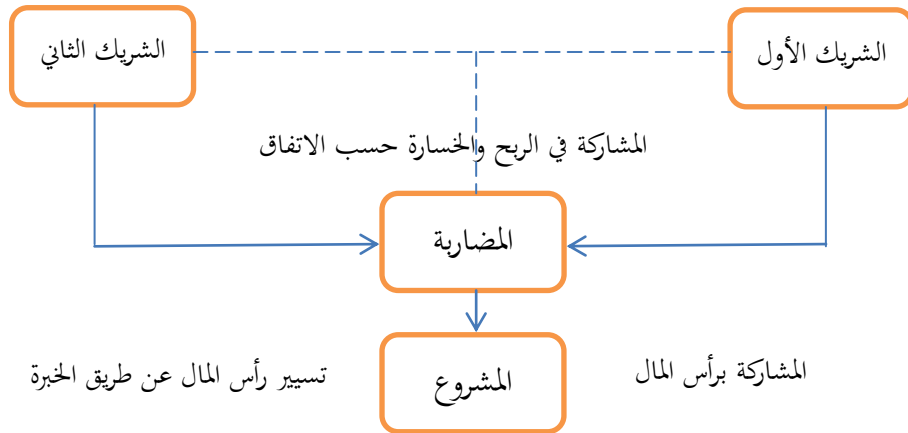 الشريك الأول
الشريك الثاني
المشاركة في الربح والخسارة حسب الاتفاق
المضاربة
المشاركة برأس المال
المشروع
تسيير رأس المال عن طريق الخبرة